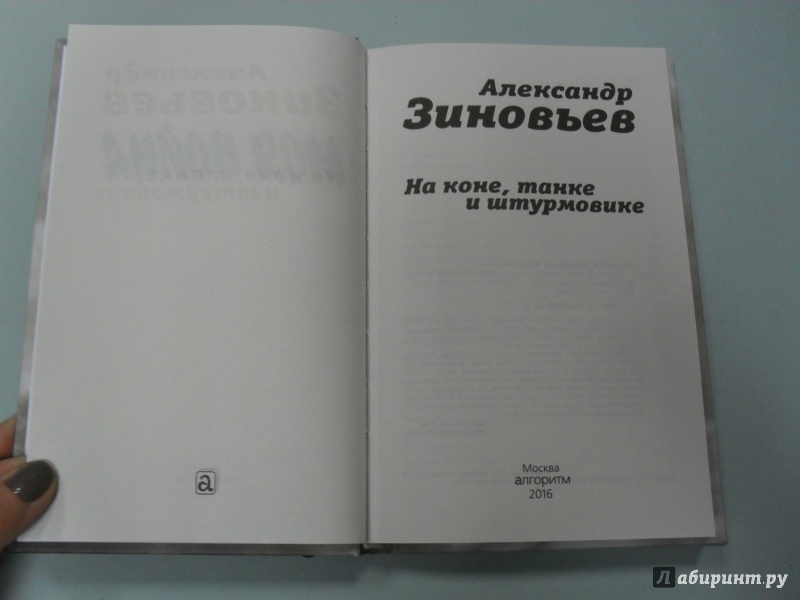 Александр
Зиновьев
На коне, танке
и штурмовике
а
Москва
алгоритм
2016
Лабиринт.ру